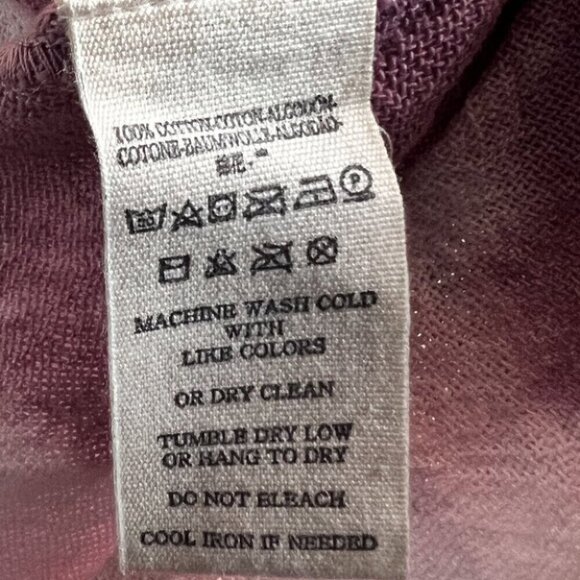 100% COTTON-COTON-ALGODÓN-
COTONE-BAUMWOLLE-ALGODÃO-
P
MACHINE WASH COLD
WITH
LIKE COLORS
OR DRY CLEAN
TUMBLE DRY LOW
OR HANG TO DRY
DO NOT BLEACH
COOL IRON IF NEEDED